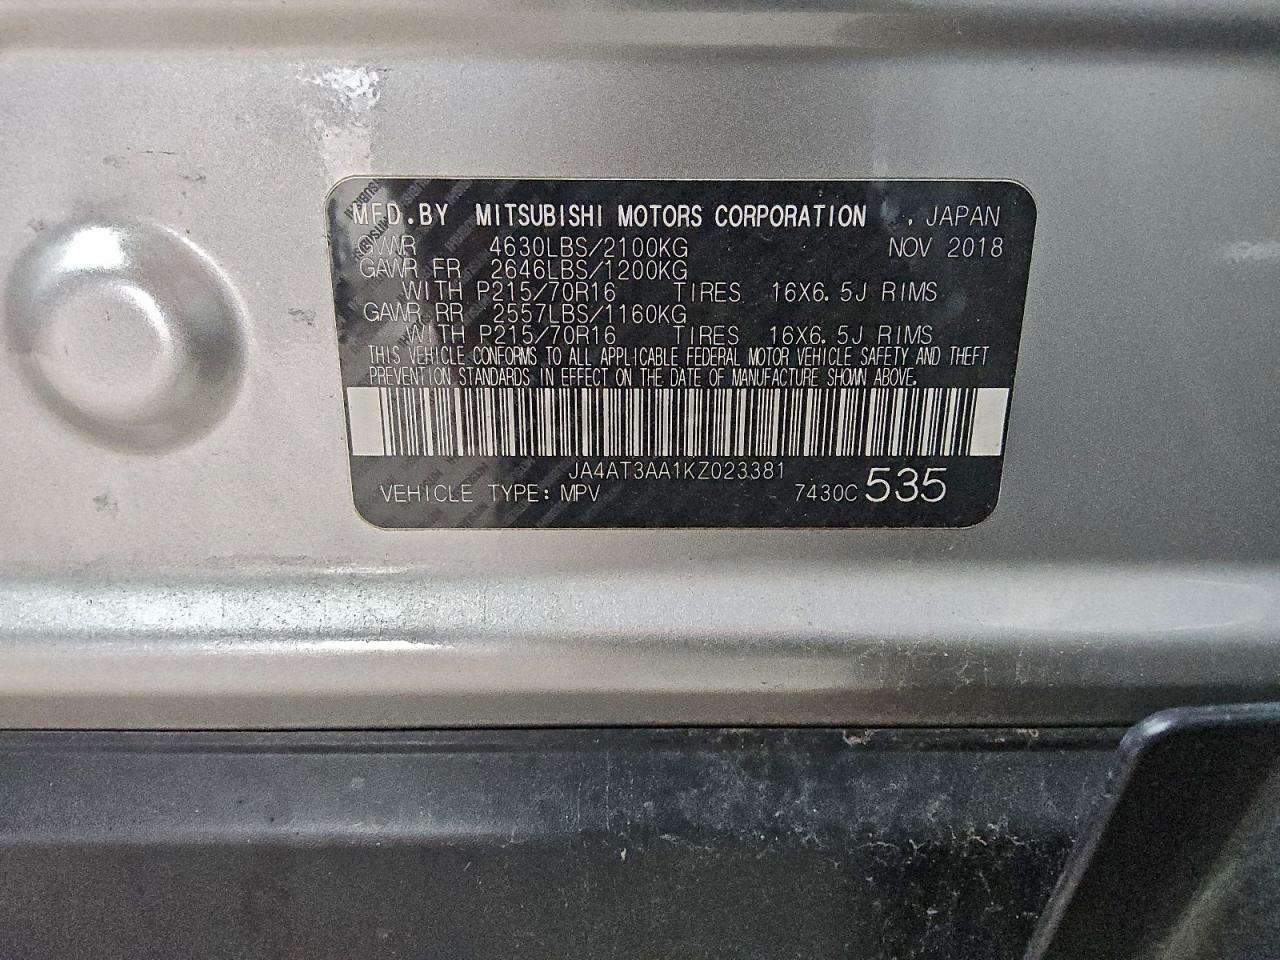 MFD.BY MITSUBISHI MOTORS CORPORATION , JAPAN
GVWR 4630LBS/2100KG NOV 2018
GAWR FR 2646LBS/1200KG
WITH P215/70R16 TIRES 16X6.5J RIMS
GAWR RR 2557LBS/1160KG
WITH P215/70R16 TIRES 16X6.5J RIMS
THIS VEHICLE CONFORMS TO ALL APPLICABLE FEDERAL MOTOR VEHICLE SAFETY AND THEFT
PREVENTION STANDARDS IN EFFECT ON THE DATE OF MANUFACTURE SHOWN ABOVE.
JA4AT3AA1KZ023381
VEHICLE TYPE: MPV 7430C 535